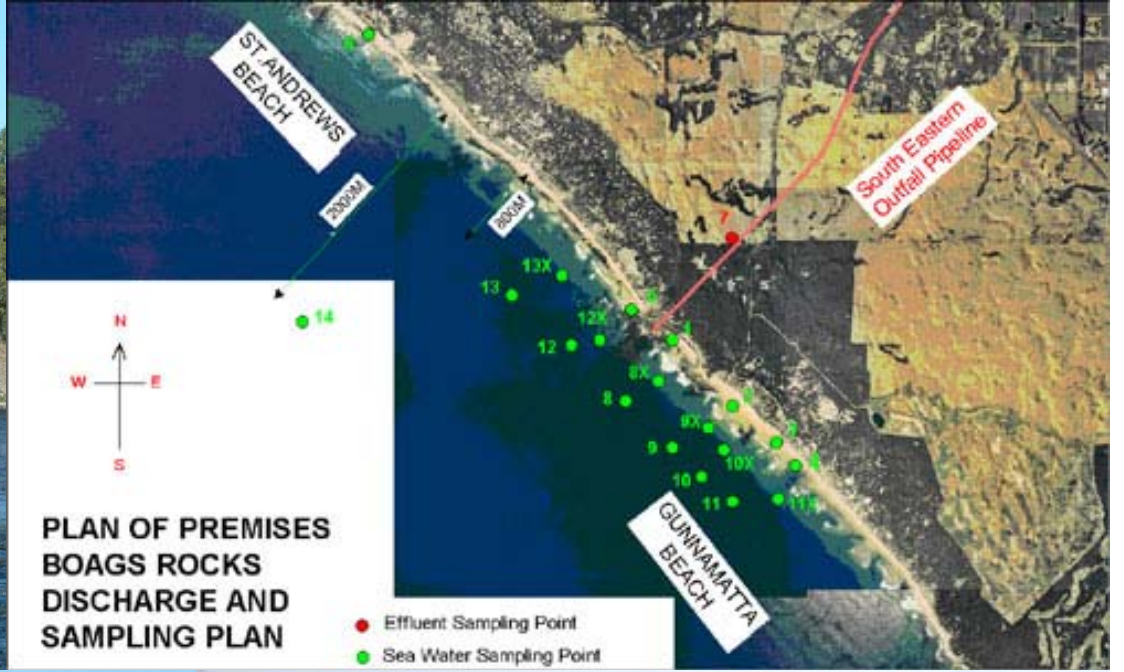 ST.ANDREWS
BEACH
South Eastern
Outfall Pipeline
2000M
800M
7
13X
13
14
12X
12
1
8X
8
9X
9
10X
10
11
11X
GUNNAMATTA
BEACH
N
W
E
S
PLAN OF PREMISES
BOAGS ROCKS
DISCHARGE AND
SAMPLING PLAN
Effluent Sampling Point
Sea Water Sampling Point